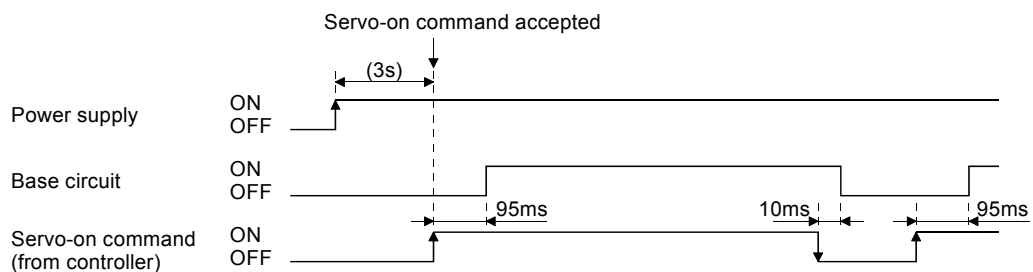 Servo-on command accepted
(3s)
Power supply
ON
OFF
Base circuit
ON
OFF
95ms
10ms
95ms
Servo-on command
(from controller)
ON
OFF